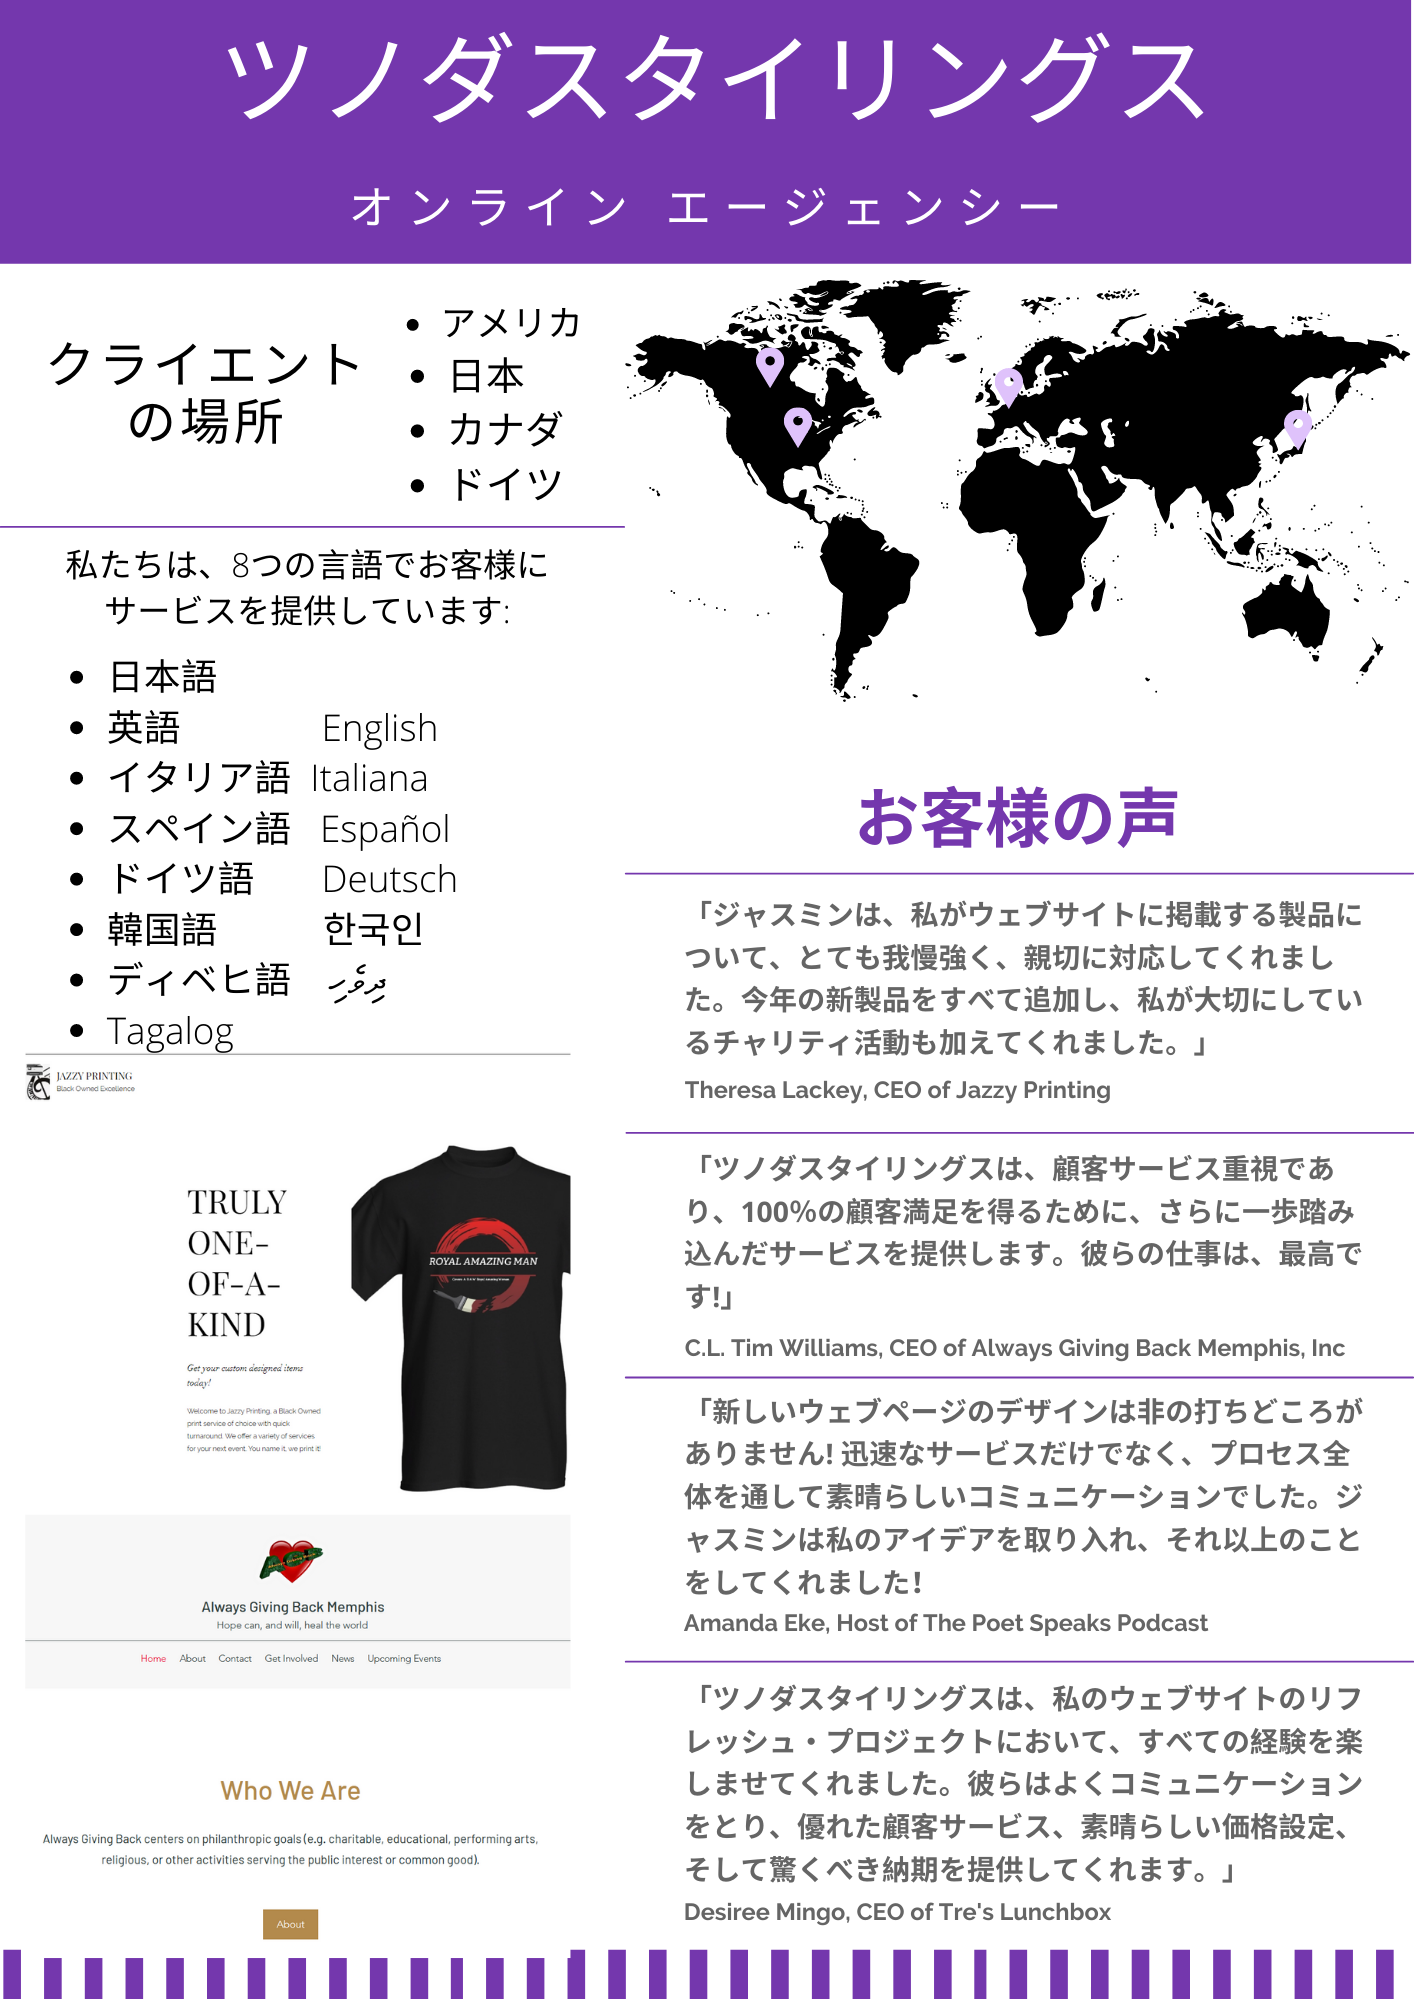 ツノダスタイリングス
オンライン エージェンシー
クライエント
の場所
アメリカ
日本
カナダ
ドイツ
私たちは、8つの言語でお客様に
サービスを提供しています:
日本語
英語 English
イタリア語 Italiana
スペイン語 Español
ドイツ語 Deutsch
韓国語 한국인
ディベヒ語 ދިވެހި
Tagalog
JAZZY PRINTING
Black Owned Excellence
TRULY
ONE-
OF-A-
KIND
Get your custom designed items
today!
Welcome to Jazzy Printing, a Black Owned
print service of choice with quick
turnaround. We offer a variety of services
for your next event. You name it, we print it!
ROYAL AMAZING MAN
Always Giving Back Memphis
Hope can, and will, heal the world
Home About Contact Get Involved News Upcoming Events
Who We Are
Always Giving Back centers on philanthropic goals (e.g. charitable, educational, performing arts,
religious, or other activities serving the public interest or common good).
About
お客様の声
「ジャスミンは、私がウェブサイトに掲載する製品に
ついて、とても我慢強く、親切に対応してくれまし
た。今年の新製品をすべて追加し、私が大切にしてい
るチャリティ活動も加えてくれました。」
Theresa Lackey, CEO of Jazzy Printing
「ツノダスタイリングスは、顧客サービス重視であ
り、100%の顧客満足を得るために、さらに一歩踏み
込んだサービスを提供します。彼らの仕事は、最高で
す!」
C.L. Tim Williams, CEO of Always Giving Back Memphis, Inc
「新しいウェブページのデザインは非の打ちどころが
ありません! 迅速なサービスだけでなく、プロセス全
体を通して素晴らしいコミュニケーションでした。ジ
ャスミンは私のアイデアを取り入れ、それ以上のこと
をしてくれました!
Amanda Eke, Host of The Poet Speaks Podcast
「ツノダスタイリングスは、私のウェブサイトのリフ
レッシュ・プロジェクトにおいて、すべての経験を楽
しませてくれました。彼らはよくコミュニケーション
をとり、優れた顧客サービス、素晴らしい価格設定、
そして驚くべき納期を提供してくれます。」
Desiree Mingo, CEO of Tre's Lunchbox